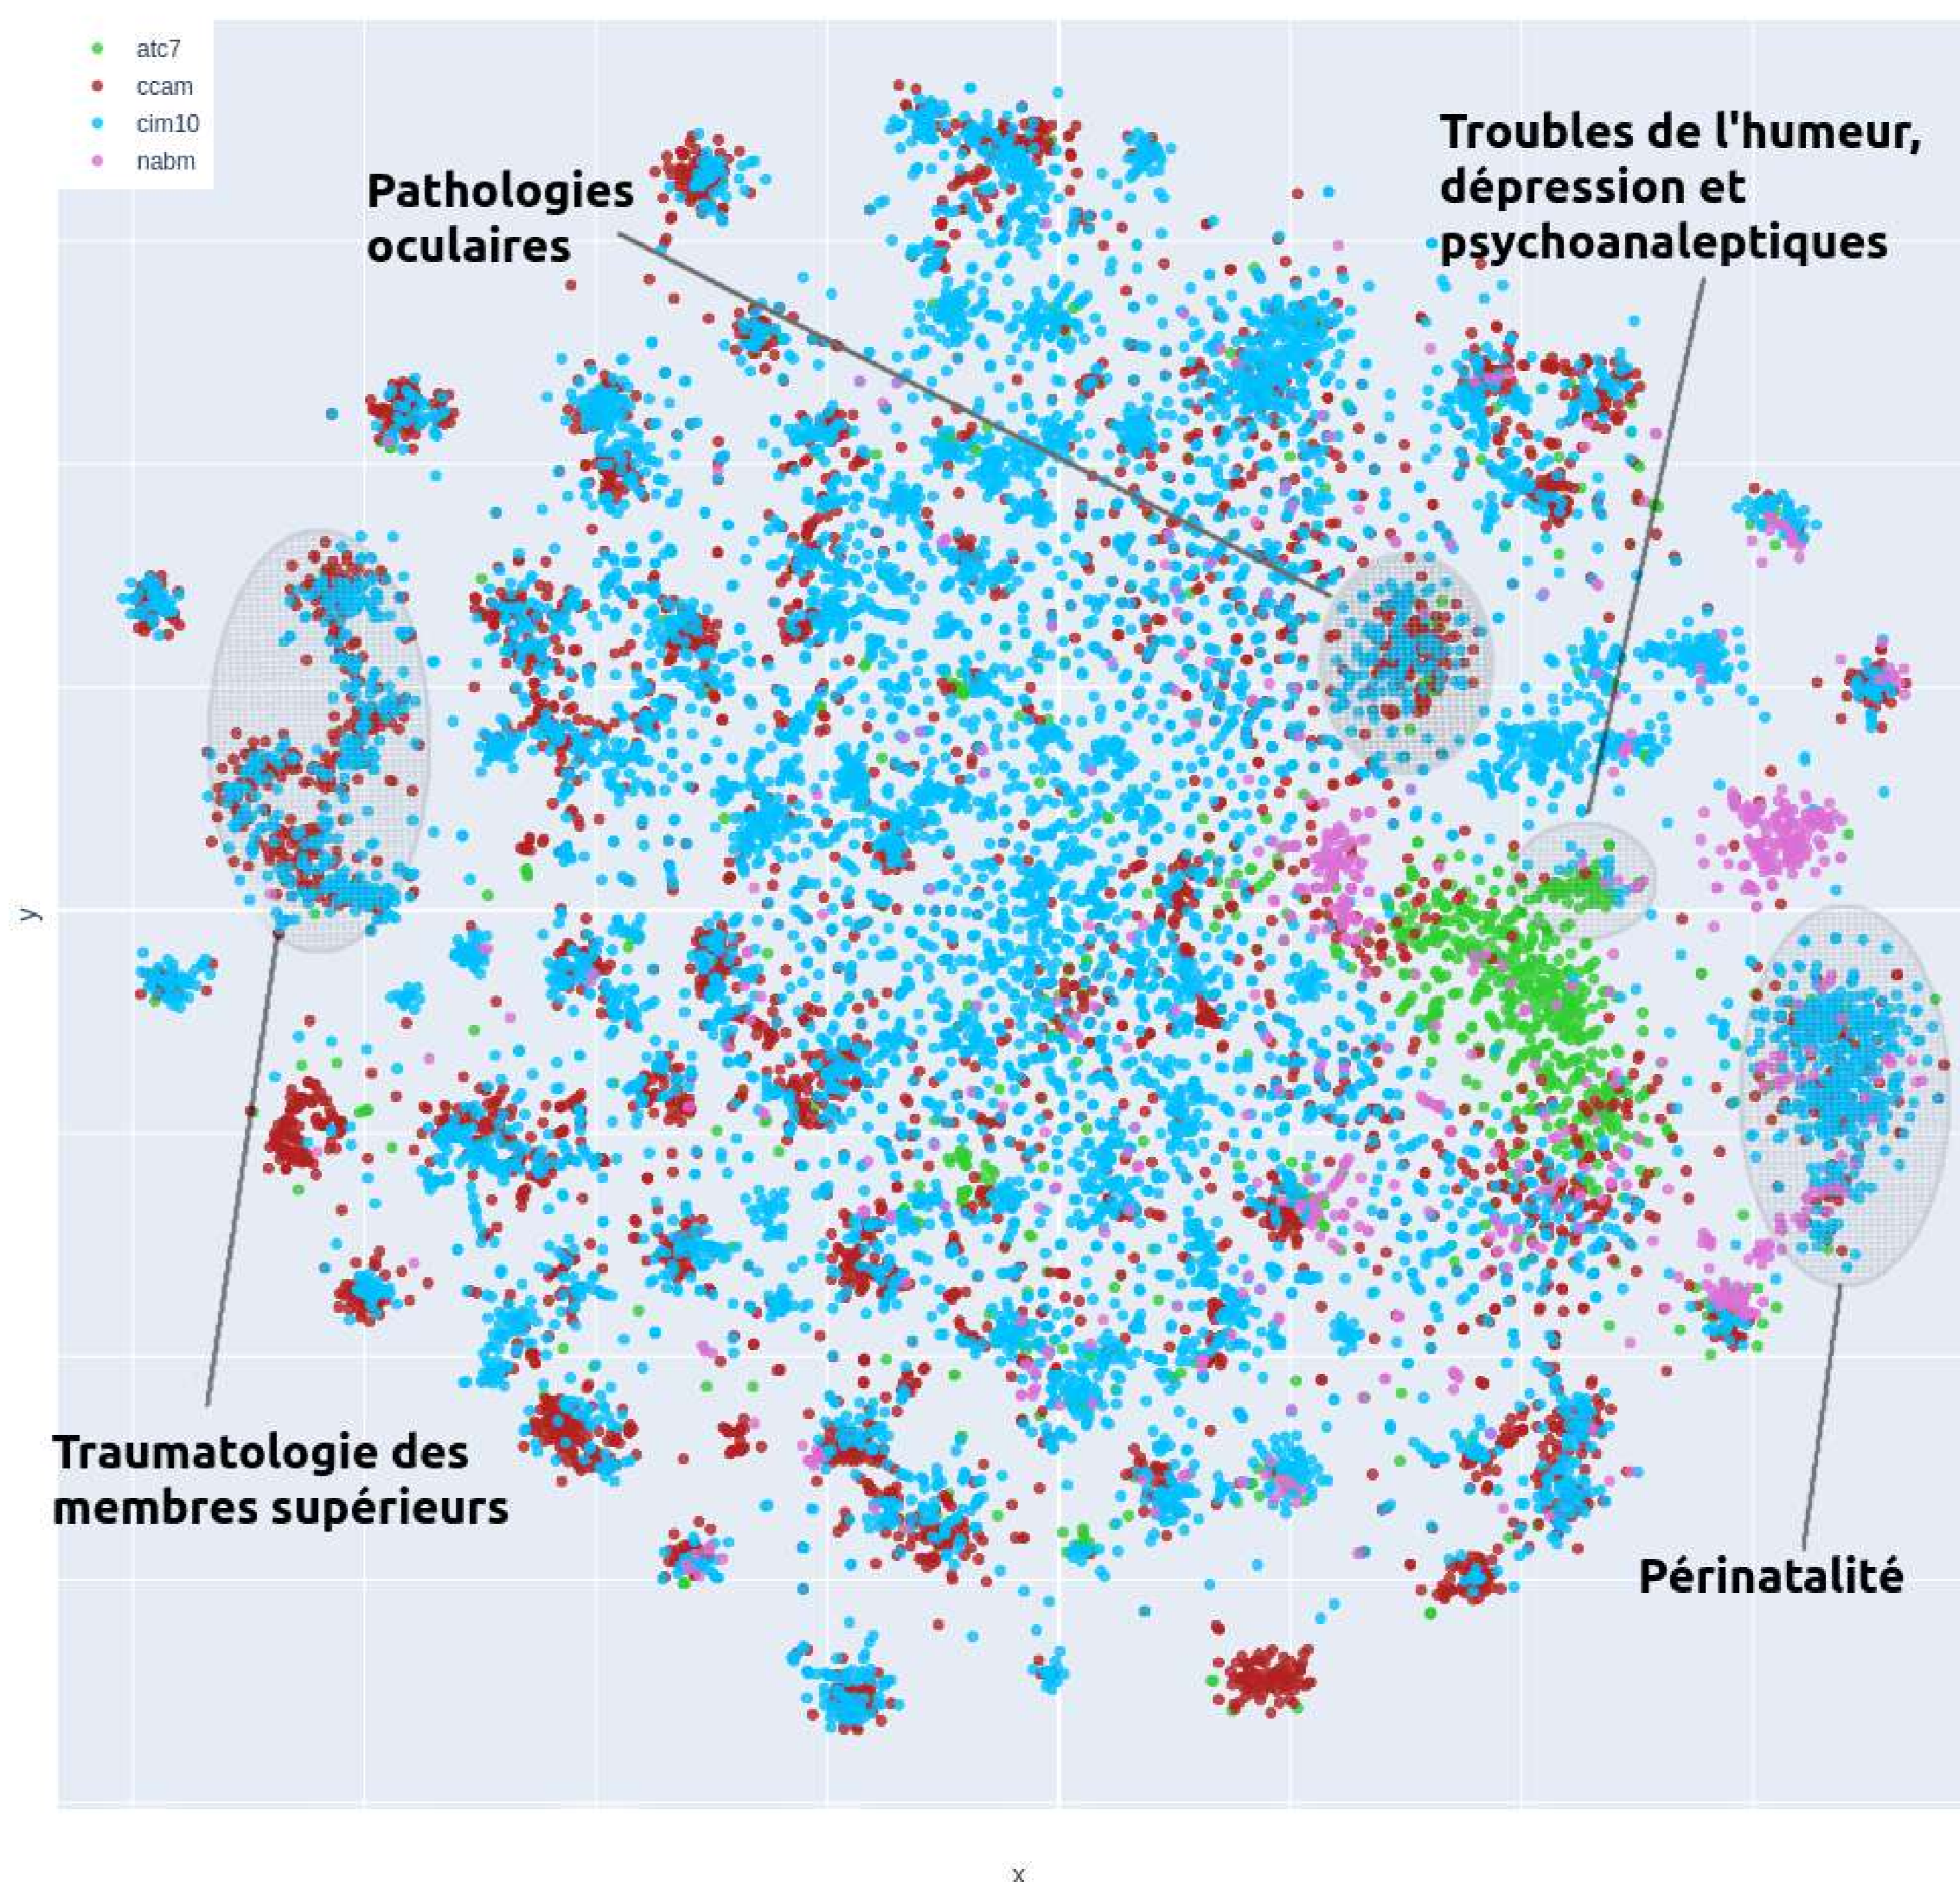 atc7
ccam
cim10
nabm
Pathologies
oculaires
Troubles de l'humeur,
dépression et
psychoanaleptiques
Traumatologie des
membres supérieurs
Périnatalité
y
x